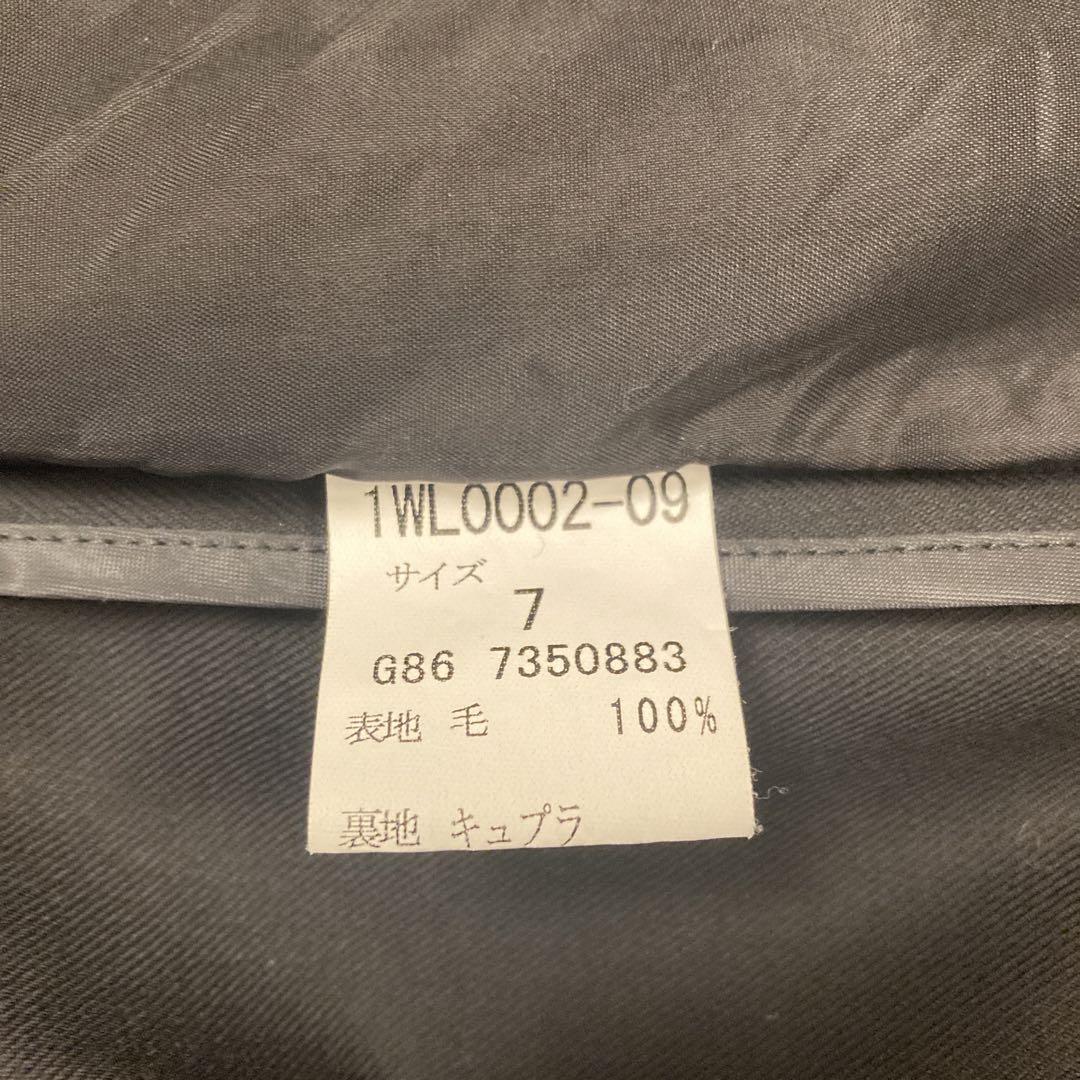 1WL0002-09
サイズ
7
G86 7350883
表地 毛 100%
裏地 キュプラ